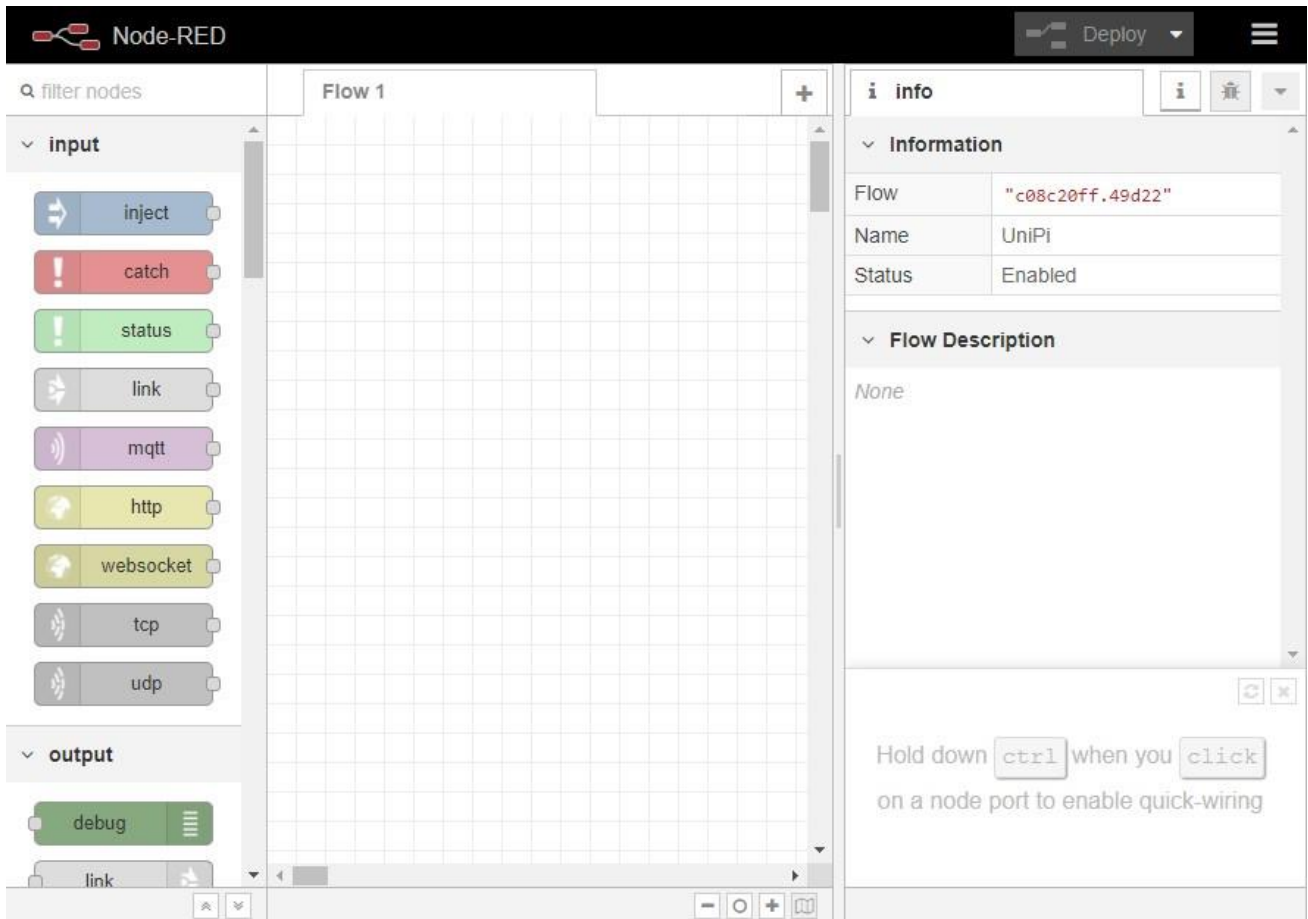 Node-RED
Deploy
filter nodes
Flow 1
info
input
inject
catch
status
link
mqtt
http
websocket
tcp
udp
output
debug
link
Information
Flow "c08c20ff.49d22"
Name UniPi
Status Enabled
Flow Description
None
Hold down ctrl when you click
on a node port to enable quick-wiring